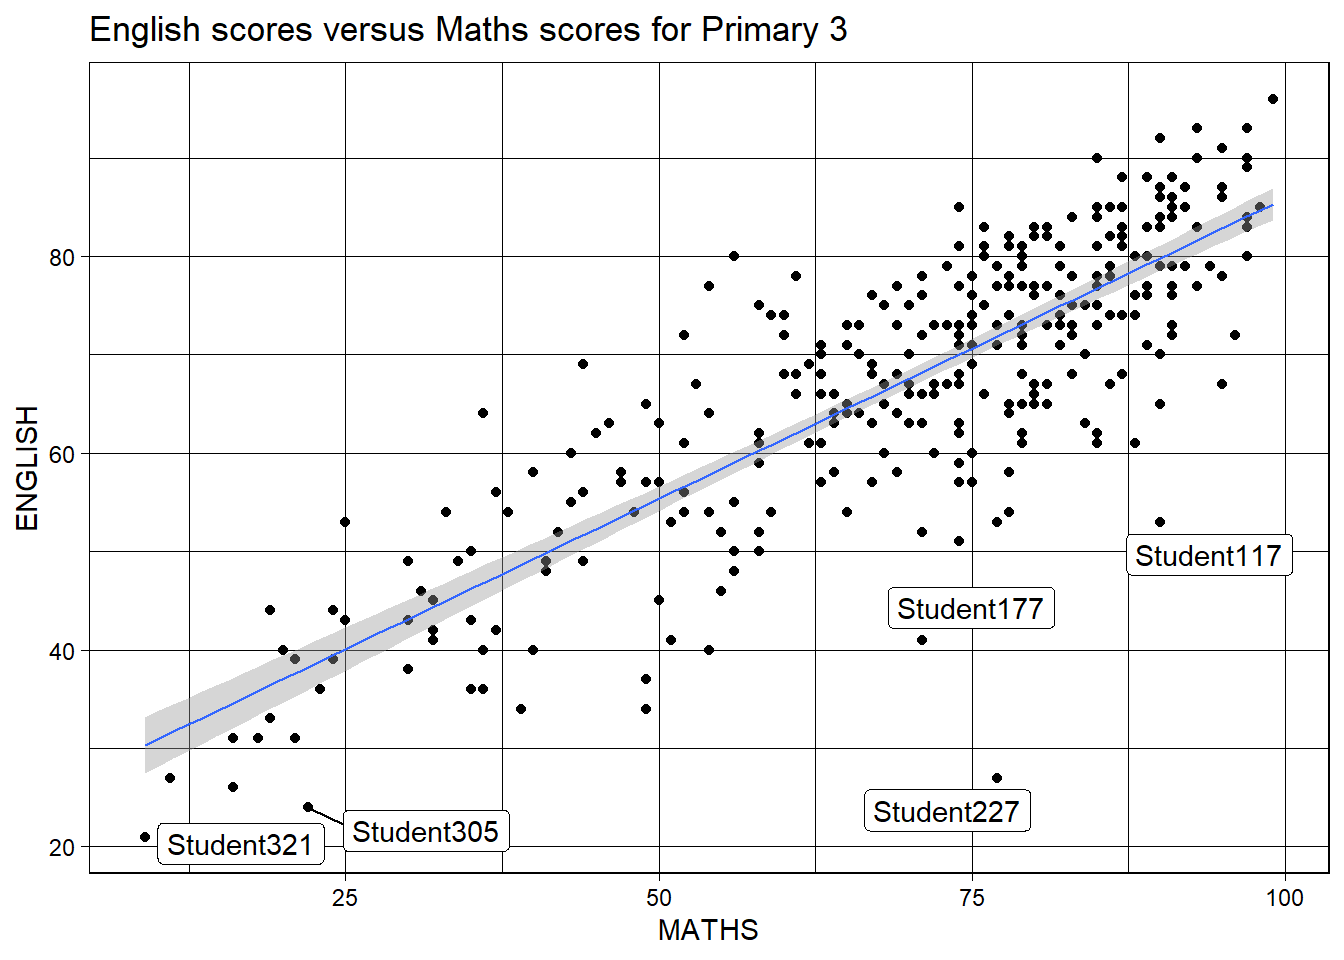 English scores versus Maths scores for Primary 3
ENGLISH
80
60
40
20
Student117
Student177
Student227
Student305
Student321
25
50
75
100
MATHS